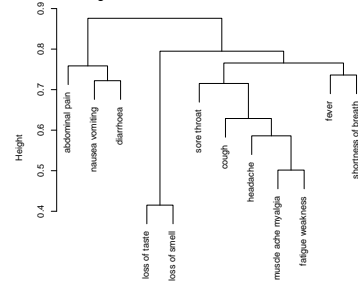 0.9
0.8
0.7
0.6
0.5
0.4
Height
abdominal pain
nausea vomiting
diarrhoea
loss of taste
loss of smell
sore throat
cough
headache
muscle ache myalgia
fatigue weakness
fever
shortness of breath